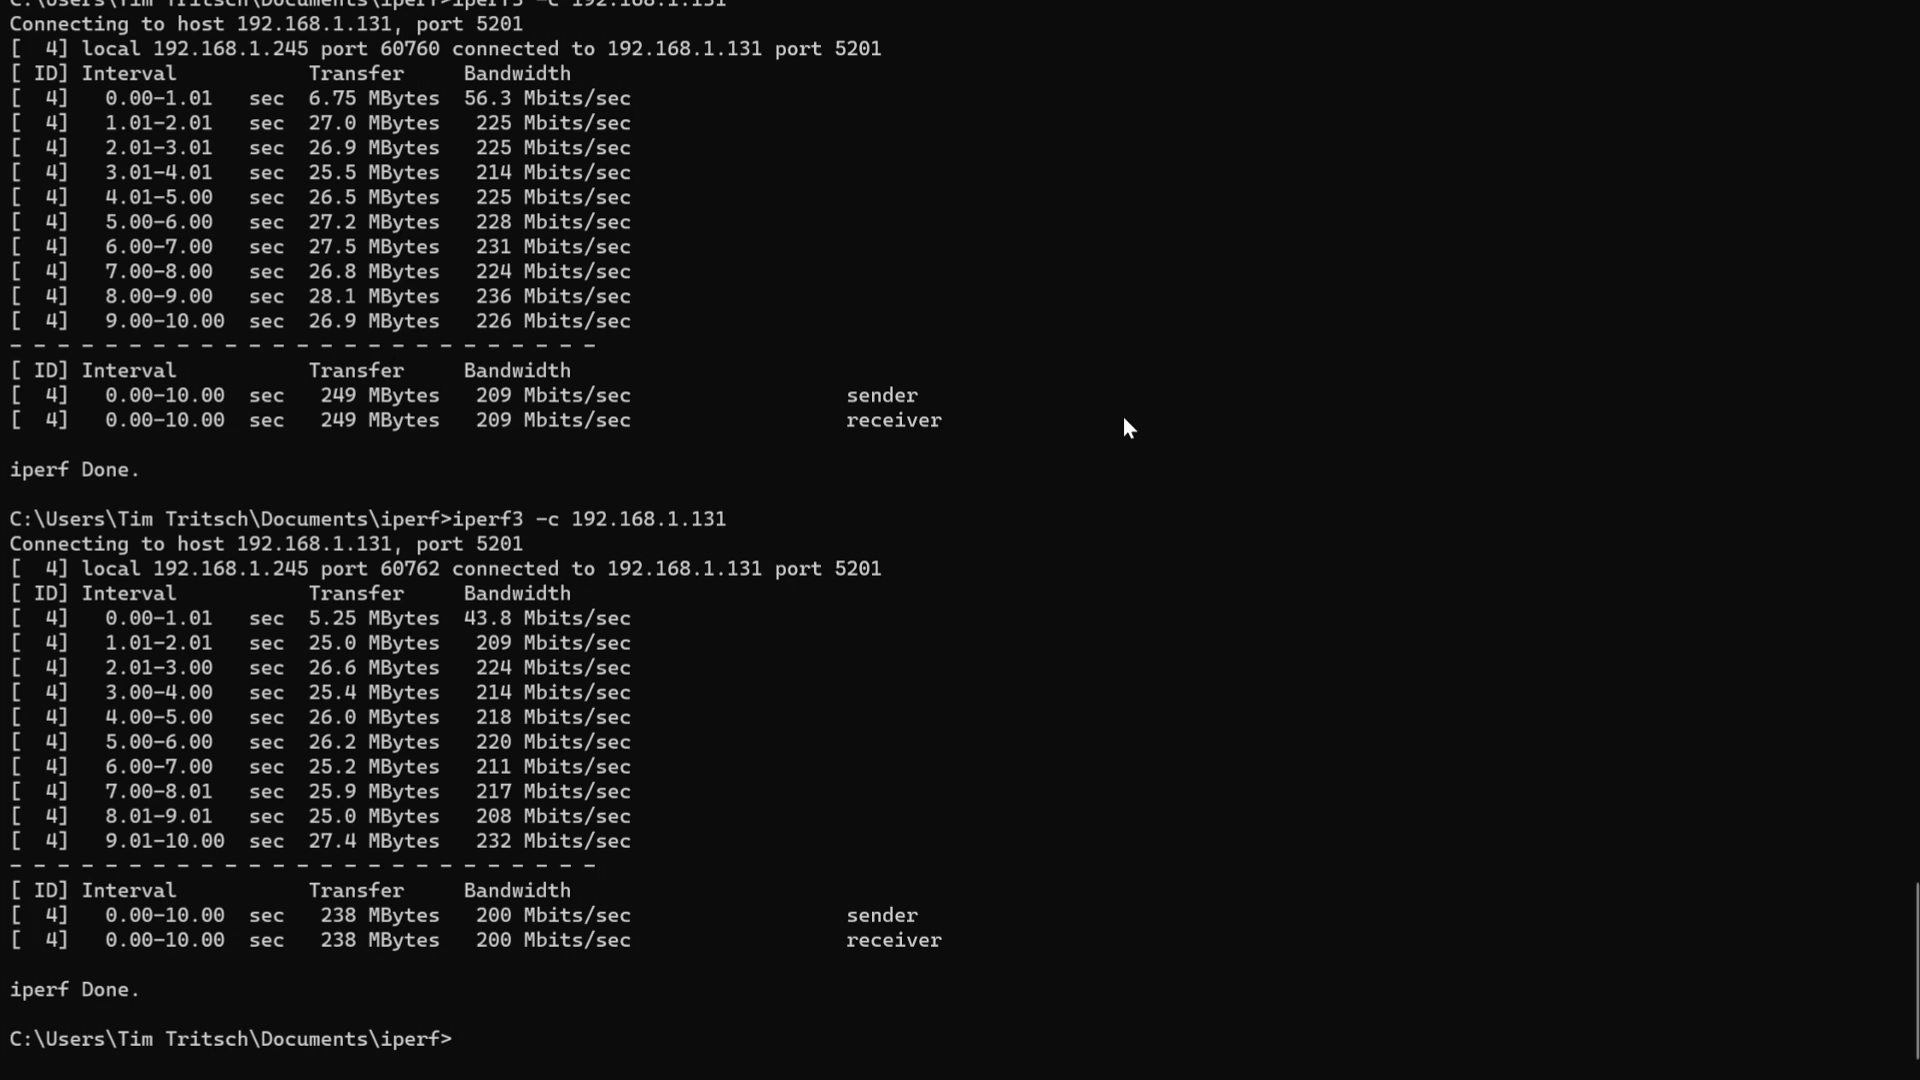 C:\Users\Tim Tritsch\Documents\iperf>iperf3 -c 192.168.1.131
Connecting to host 192.168.1.131, port 5201
[  4] local 192.168.1.245 port 60760 connected to 192.168.1.131 port 5201
[ ID] Interval           Transfer     Bandwidth
[  4]   0.00-1.01   sec  6.75 MBytes  56.3 Mbits/sec
[  4]   1.01-2.01   sec  27.0 MBytes   225 Mbits/sec
[  4]   2.01-3.01   sec  26.9 MBytes   225 Mbits/sec
[  4]   3.01-4.01   sec  25.5 MBytes   214 Mbits/sec
[  4]   4.01-5.00   sec  26.5 MBytes   225 Mbits/sec
[  4]   5.00-6.00   sec  27.2 MBytes   228 Mbits/sec
[  4]   6.00-7.00   sec  27.5 MBytes   231 Mbits/sec
[  4]   7.00-8.00   sec  26.8 MBytes   224 Mbits/sec
[  4]   8.00-9.00   sec  28.1 MBytes   236 Mbits/sec
[  4]   9.00-10.00  sec  26.9 MBytes   226 Mbits/sec
- - - - - - - - - - - - - - - - - - - - - - - - -
[ ID] Interval           Transfer     Bandwidth
[  4]   0.00-10.00  sec   249 MBytes   209 Mbits/sec                  sender
[  4]   0.00-10.00  sec   249 MBytes   209 Mbits/sec                  receiver

iperf Done.

C:\Users\Tim Tritsch\Documents\iperf>iperf3 -c 192.168.1.131
Connecting to host 192.168.1.131, port 5201
[  4] local 192.168.1.245 port 60762 connected to 192.168.1.131 port 5201
[ ID] Interval           Transfer     Bandwidth
[  4]   0.00-1.01   sec  5.25 MBytes  43.8 Mbits/sec
[  4]   1.01-2.01   sec  25.0 MBytes   209 Mbits/sec
[  4]   2.01-3.00   sec  26.6 MBytes   224 Mbits/sec
[  4]   3.00-4.00   sec  25.4 MBytes   214 Mbits/sec
[  4]   4.00-5.00   sec  26.0 MBytes   218 Mbits/sec
[  4]   5.00-6.00   sec  26.2 MBytes   220 Mbits/sec
[  4]   6.00-7.00   sec  25.2 MBytes   211 Mbits/sec
[  4]   7.00-8.01   sec  25.9 MBytes   217 Mbits/sec
[  4]   8.01-9.01   sec  25.0 MBytes   208 Mbits/sec
[  4]   9.01-10.00  sec  27.4 MBytes   232 Mbits/sec
- - - - - - - - - - - - - - - - - - - - - - - - -
[ ID] Interval           Transfer     Bandwidth
[  4]   0.00-10.00  sec   238 MBytes   200 Mbits/sec                  sender
[  4]   0.00-10.00  sec   238 MBytes   200 Mbits/sec                  receiver

iperf Done.

C:\Users\Tim Tritsch\Documents\iperf>